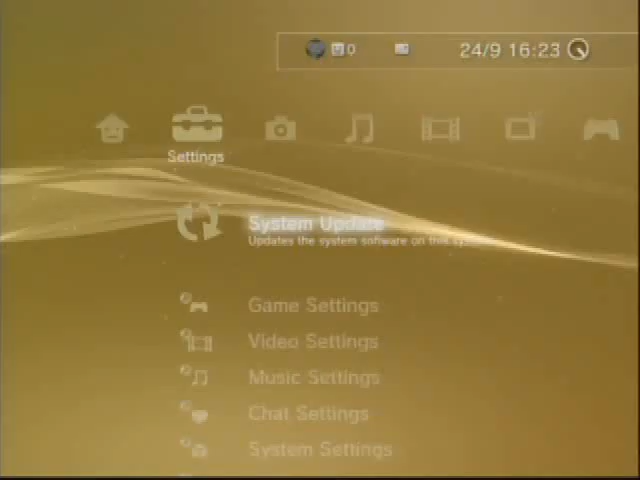 0
24/9 16:23
Settings
System Update
Updates the system software on this system.
Game Settings
Video Settings
Music Settings
Chat Settings
System Settings